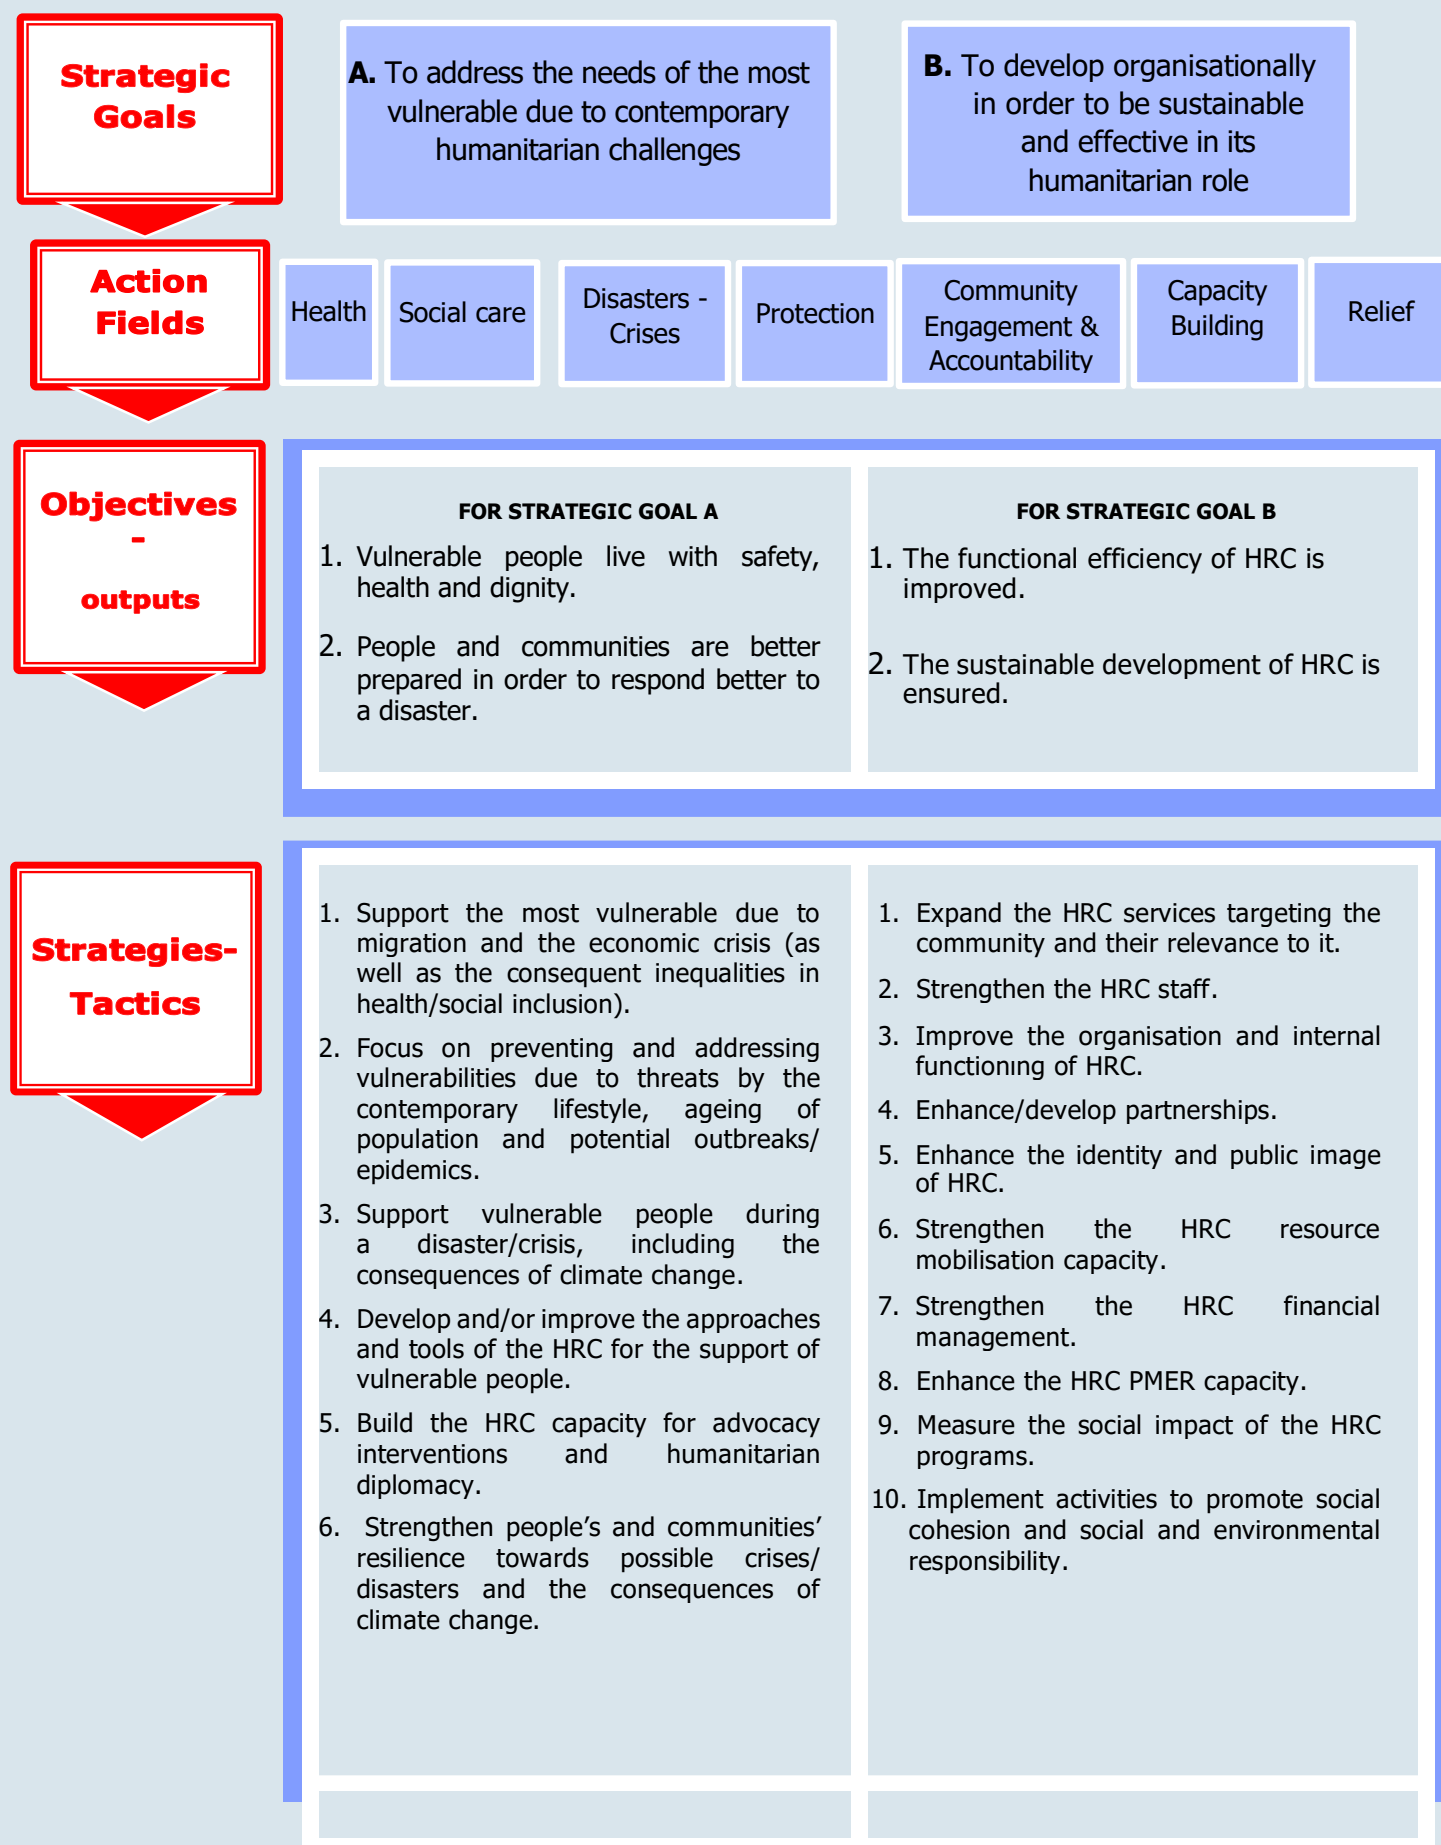 Strategic
Goals
A. To address the needs of the most
vulnerable due to contemporary
humanitarian challenges
B. To develop organisationally
in order to be sustainable
and effective in its
humanitarian role
Action
Fields
Health
Social care
Disasters -
Crises
Protection
Community
Engagement &
Accountability
Capacity
Building
Relief
Objectives
-
outputs
FOR STRATEGIC GOAL A
1. Vulnerable people live with safety,
health and dignity.
2. People and communities are better
prepared in order to respond better to
a disaster.
FOR STRATEGIC GOAL B
1. The functional efficiency of HRC is
improved.
2. The sustainable development of HRC is
ensured.
Strategies-
Tactics
1. Support the most vulnerable due to
migration and the economic crisis (as
well as the consequent inequalities in
health/social inclusion).
2. Focus on preventing and addressing
vulnerabilities due to threats by the
contemporary lifestyle, ageing of
population and potential outbreaks/
epidemics.
3. Support vulnerable people during
a disaster/crisis, including the
consequences of climate change.
4. Develop and/or improve the approaches
and tools of the HRC for the support of
vulnerable people.
5. Build the HRC capacity for advocacy
interventions and humanitarian
diplomacy.
6. Strengthen people’s and communities’
resilience towards possible crises/
disasters and the consequences of
climate change.
1. Expand the HRC services targeting the
community and their relevance to it.
2. Strengthen the HRC staff.
3. Improve the organisation and internal
functioning of HRC.
4. Enhance/develop partnerships.
5. Enhance the identity and public image
of HRC.
6. Strengthen the HRC resource
mobilisation capacity.
7. Strengthen the HRC financial
management.
8. Enhance the HRC PMER capacity.
9. Measure the social impact of the HRC
programs.
10. Implement activities to promote social
cohesion and social and environmental
responsibility.